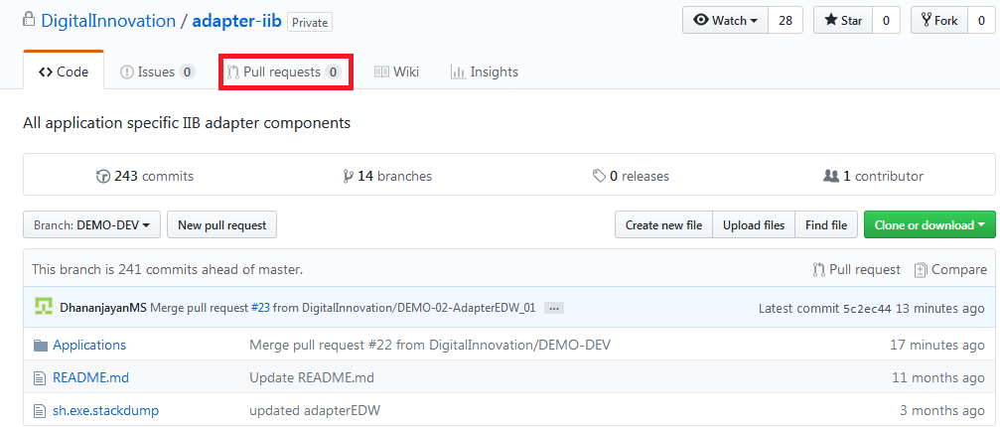 DigitalInnovation / adapter-iib Private Watch 28 Star 0 Fork 0
Code Issues 0 Pull requests 0 Wiki Insights
All application specific IIB adapter components
243 commits 14 branches 0 releases 1 contributor
Branch: DEMO-DEV New pull request Create new file Upload files Find file Clone or download
This branch is 241 commits ahead of master. Pull request Compare
DhananjayanMS Merge pull request #23 from DigitalInnovation/DEMO-02-AdapterEDW_01 ... Latest commit 5c2ec44 13 minutes ago
Applications Merge pull request #22 from DigitalInnovation/DEMO-DEV 17 minutes ago
README.md Update README.md 11 months ago
sh.exe.stackdump updated adapterEDW 3 months ago